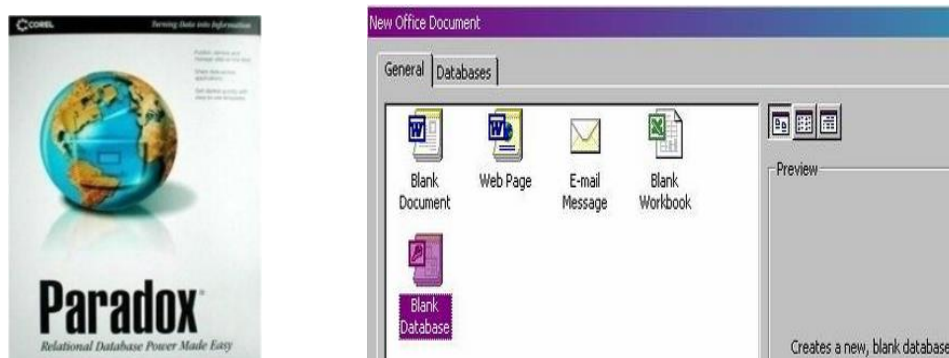 COREL
Turning Data into Information
Paradox
Relational Database Power Made Easy
New Office Document
General
Databases
Blank
Document
Web Page
E-mail
Message
Blank
Workbook
Blank
Database
Preview
Creates a new, blank database